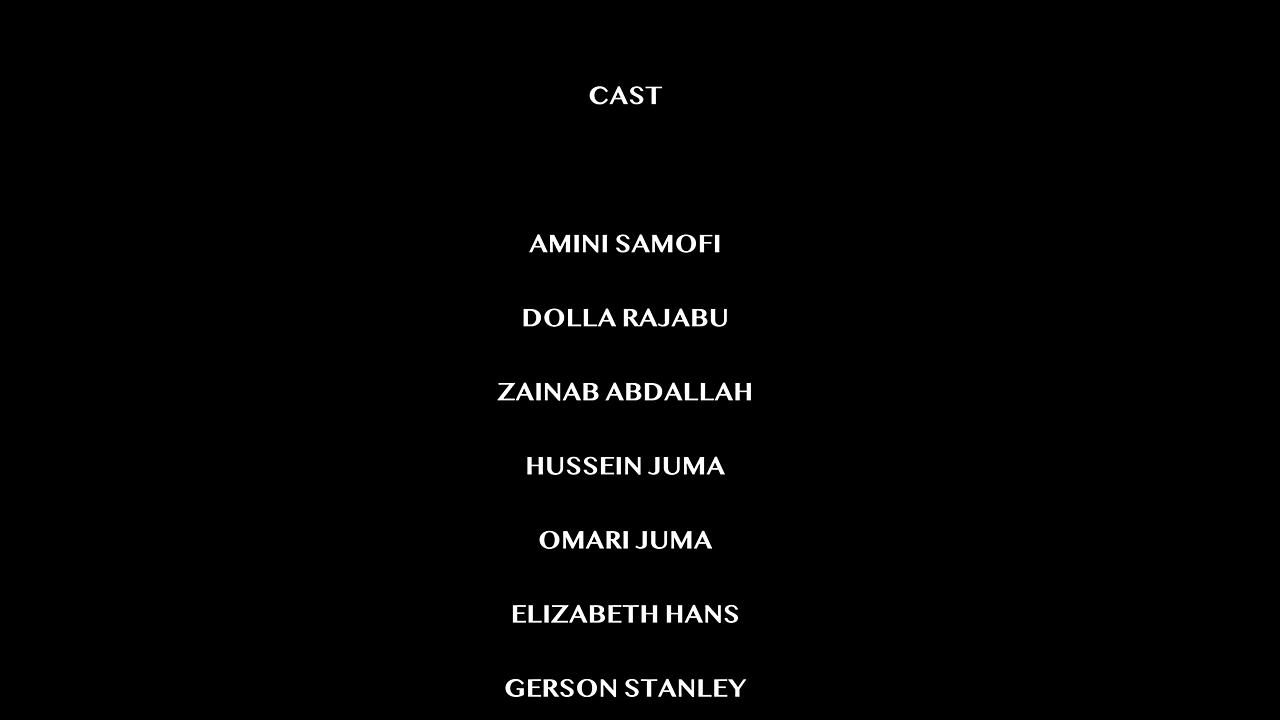 CAST
AMINI SAMOFI
DOLLA RAJABU
ZAINAB ABDALLAH
HUSSEIN JUMA
OMARI JUMA
ELIZABETH HANS
GERSON STANLEY